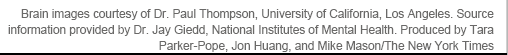 Brain images courtesy of Dr. Paul Thompson, University of California, Los Angeles. Source
information provided by Dr. Jay Giedd, National Institutes of Mental Health. Produced by Tara
Parker-Pope, Jon Huang, and Mike Mason/The New York Times